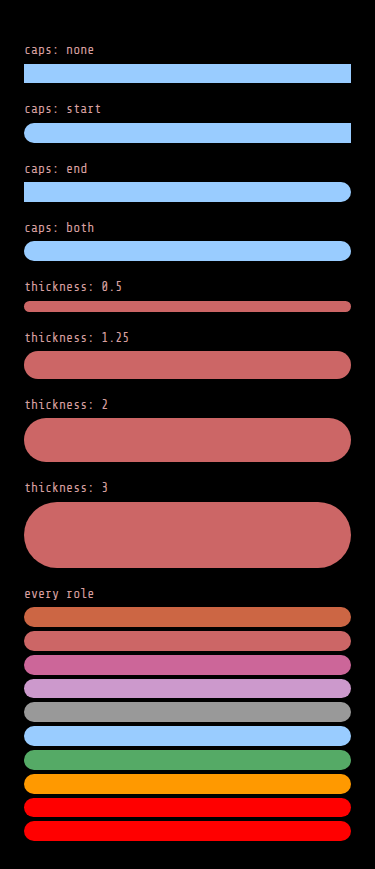 caps: none
caps: start
caps: end
caps: both
thickness: 0.5
thickness: 1.25
thickness: 2
thickness: 3
every role